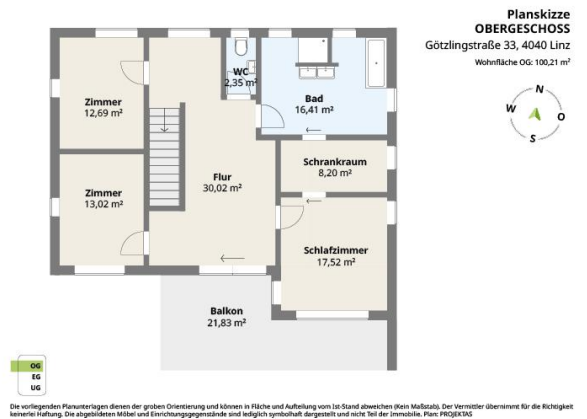 Planskizze
OBERGESCHOSS
Götzlingstraße 33, 4040 Linz
Wohnfläche OG: 100,21 m²
N
W
O
S
WC
2,35 m²
Zimmer
12,69 m²
Bad
16,41 m²
Schrankraum
8,20 m²
Zimmer
13,02 m²
Flur
30,02 m²
Schlafzimmer
17,52 m²
Balkon
21,83 m²
OG
EG
UG
Die vorliegenden Planunterlagen dienen der groben Orientierung und können in Fläche und Aufteilung vom Ist-Stand abweichen (Kein Maßstab). Der Vermittler übernimmt für die Richtigkeit
keinerlei Haftung. Die abgebildeten Möbel und Einrichtungsgegenstände sind lediglich symbolhaft dargestellt und nicht Teil der Immobilie. Plan: PROJEKTAS